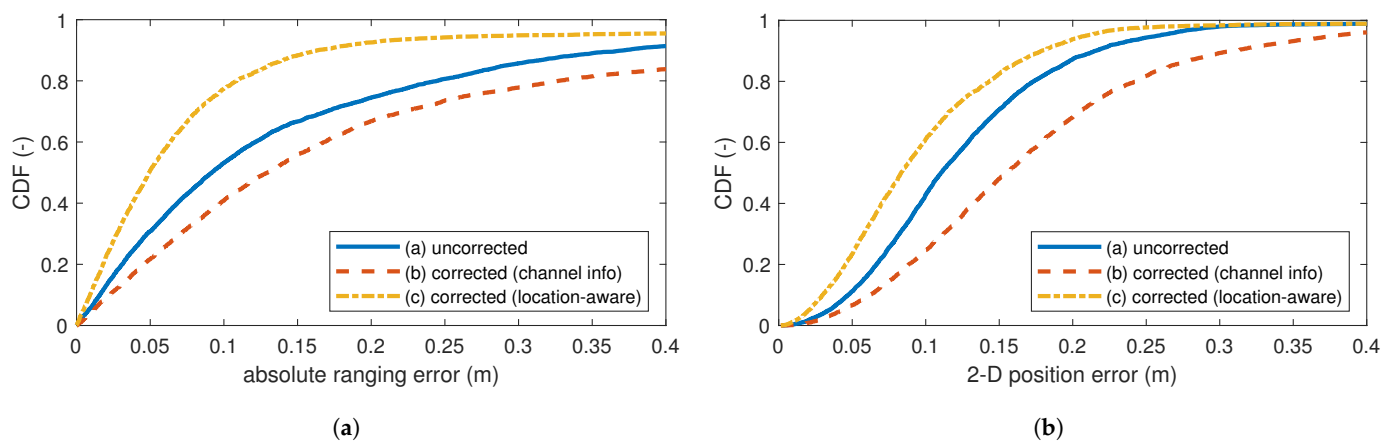 1
0.8
0.6
0.4
0.2
0
CDF (-)
0 0.05 0.1 0.15 0.2 0.25 0.3 0.35 0.4
absolute ranging error (m)
(a) uncorrected
(b) corrected (channel info)
(c) corrected (location-aware)
(a)
1
0.8
0.6
0.4
0.2
0
CDF (-)
0 0.05 0.1 0.15 0.2 0.25 0.3 0.35 0.4
2-D position error (m)
(a) uncorrected
(b) corrected (channel info)
(c) corrected (location-aware)
(b)